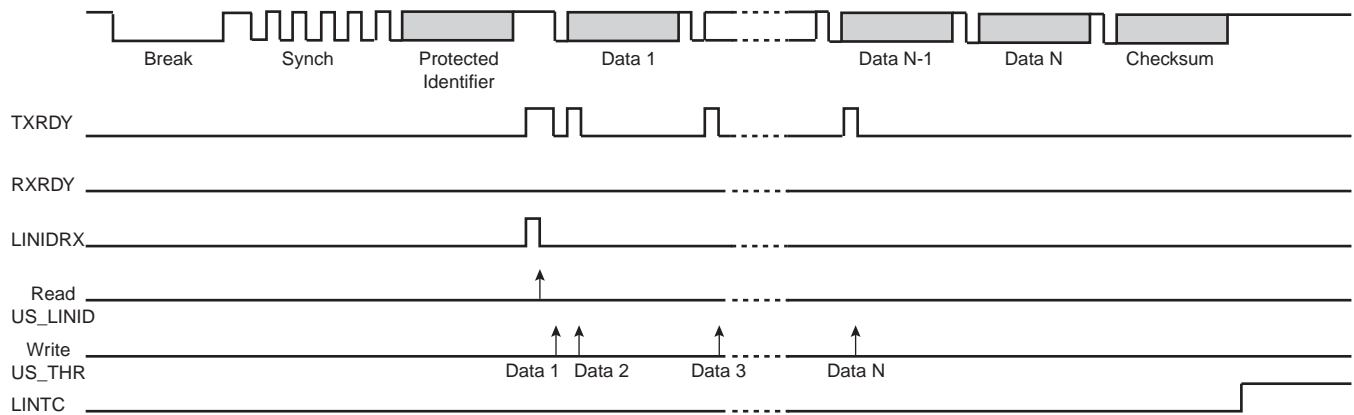 Break
Synch
Protected
Identifier
Data 1
Data N-1
Data N
Checksum
TXRDY
RXRDY
LINIDRX
Read
US_LINID
Write
US_THR
Data 1
Data 2
Data 3
Data N
LINTC